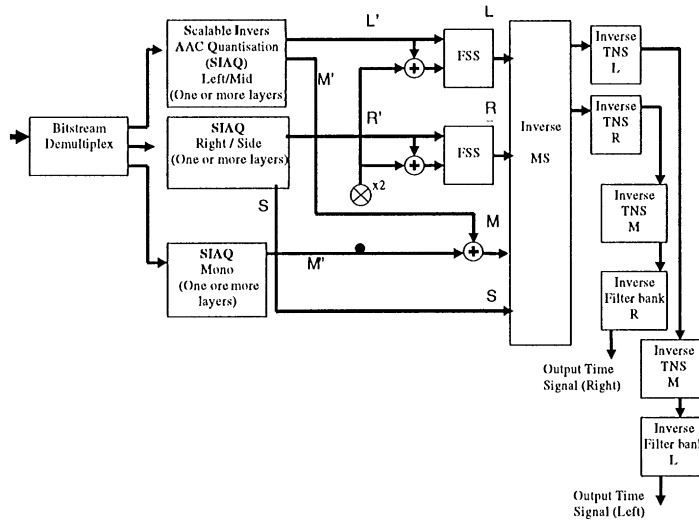 Scalable Invers
AAC Quantisation
(SIAQ)
Left/Mid
(One or more layers)
L'
M'
FSS
L
Bitstream
Demultiplex
SIAQ
Right / Side
(One or more layers)
R'
x2
FSS
R
S
SIAQ
Mono
(One ore more
layers)
M'
M
S
Inverse
MS
Inverse
TNS
L
Inverse
TNS
R
Inverse
TNS
M
Inverse
Filter bank
R
Output Time
Signal (Right)
Inverse
TNS
M
Inverse
Filter bank
L
Output Time
Signal (Left)